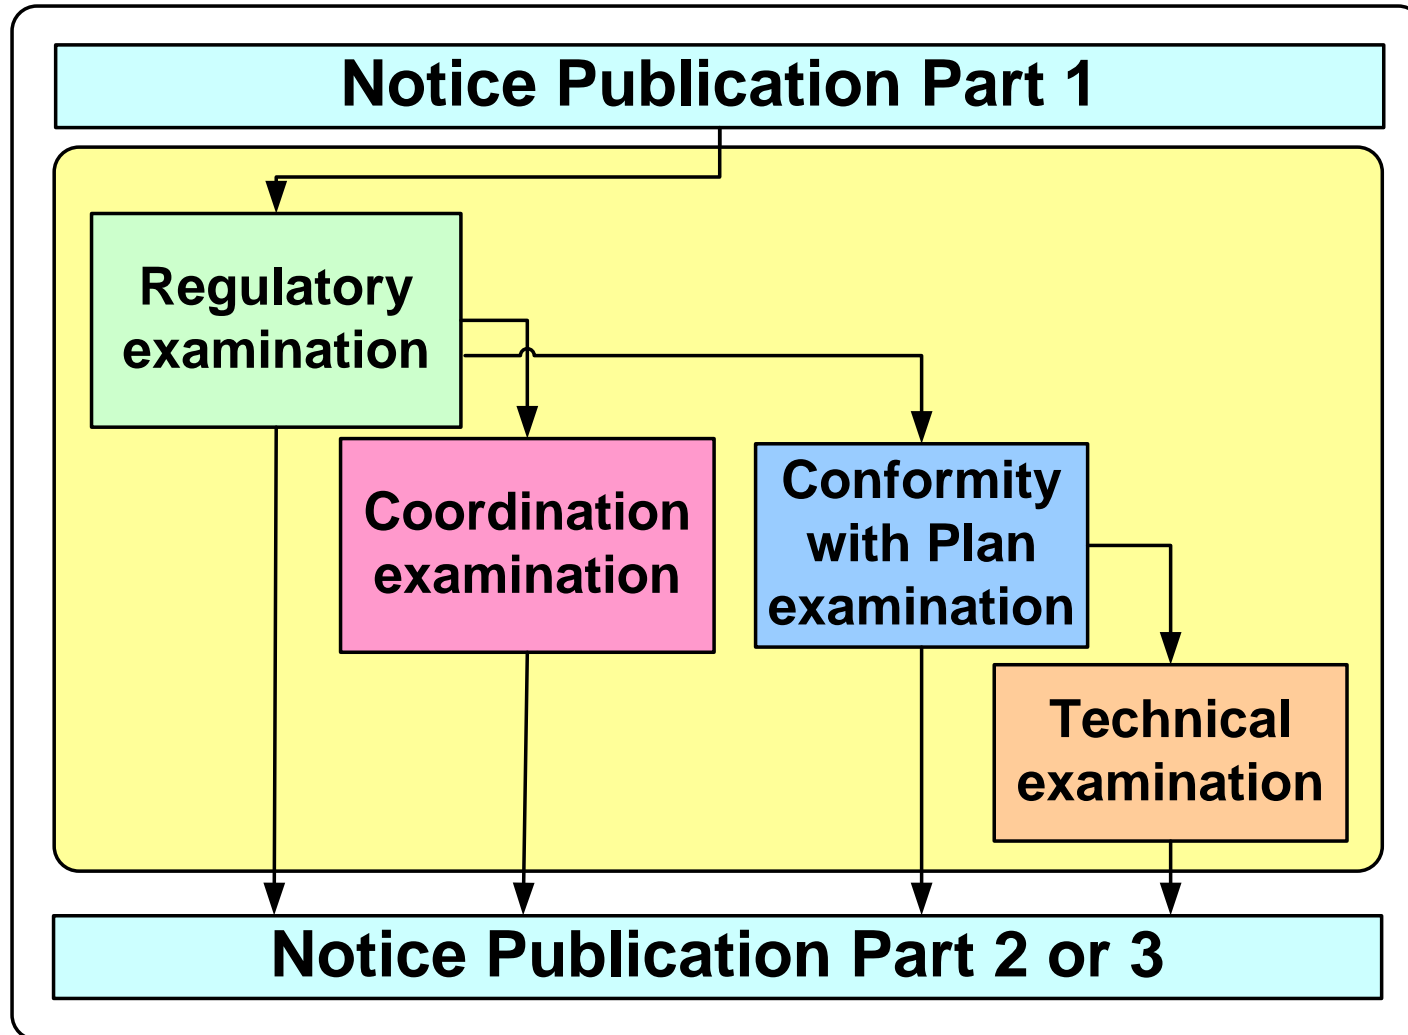 Notice Publication Part 1
Regulatory
examination
Coordination
examination
Conformity
with Plan
examination
Technical
examination
Notice Publication Part 2 or 3